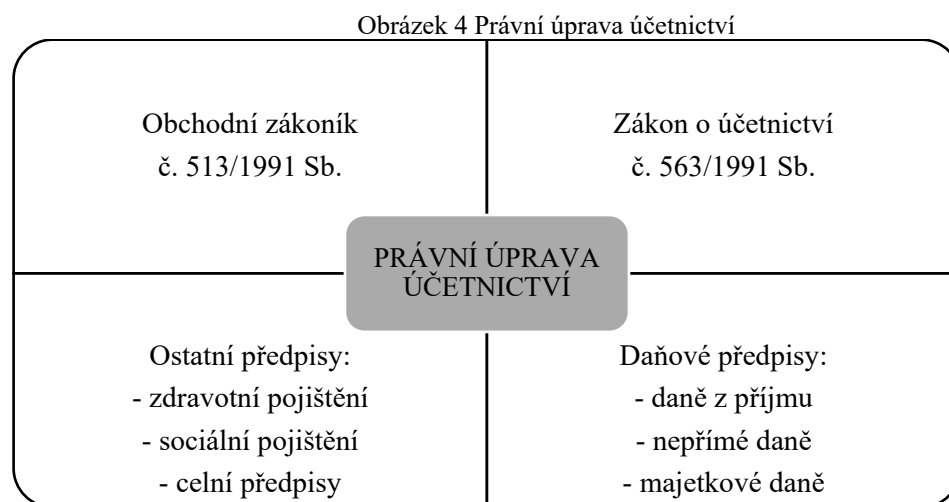 Obrázek 4 Právní úprava účetnictví
Obchodní zákoník
č. 513/1991 Sb.
Zákon o účetnictví
č. 563/1991 Sb.
PRÁVNÍ ÚPRAVA
ÚČETNICTVÍ
Ostatní předpisy:
- zdravotní pojištění
- sociální pojištění
- celní předpisy
Daňové předpisy:
- daně z příjmu
- nepřímé daně
- majetkové daně